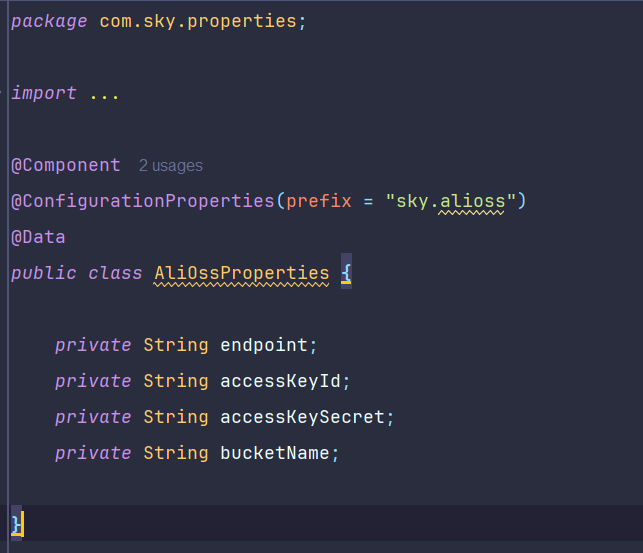 package com.sky.properties;
import ...
@Component 2 usages
@ConfigurationProperties(prefix = "sky.alioss")
@Data
public class AliOssProperties {
private String endpoint;
private String accessKeyId;
private String accessKeySecret;
private String bucketName;
}